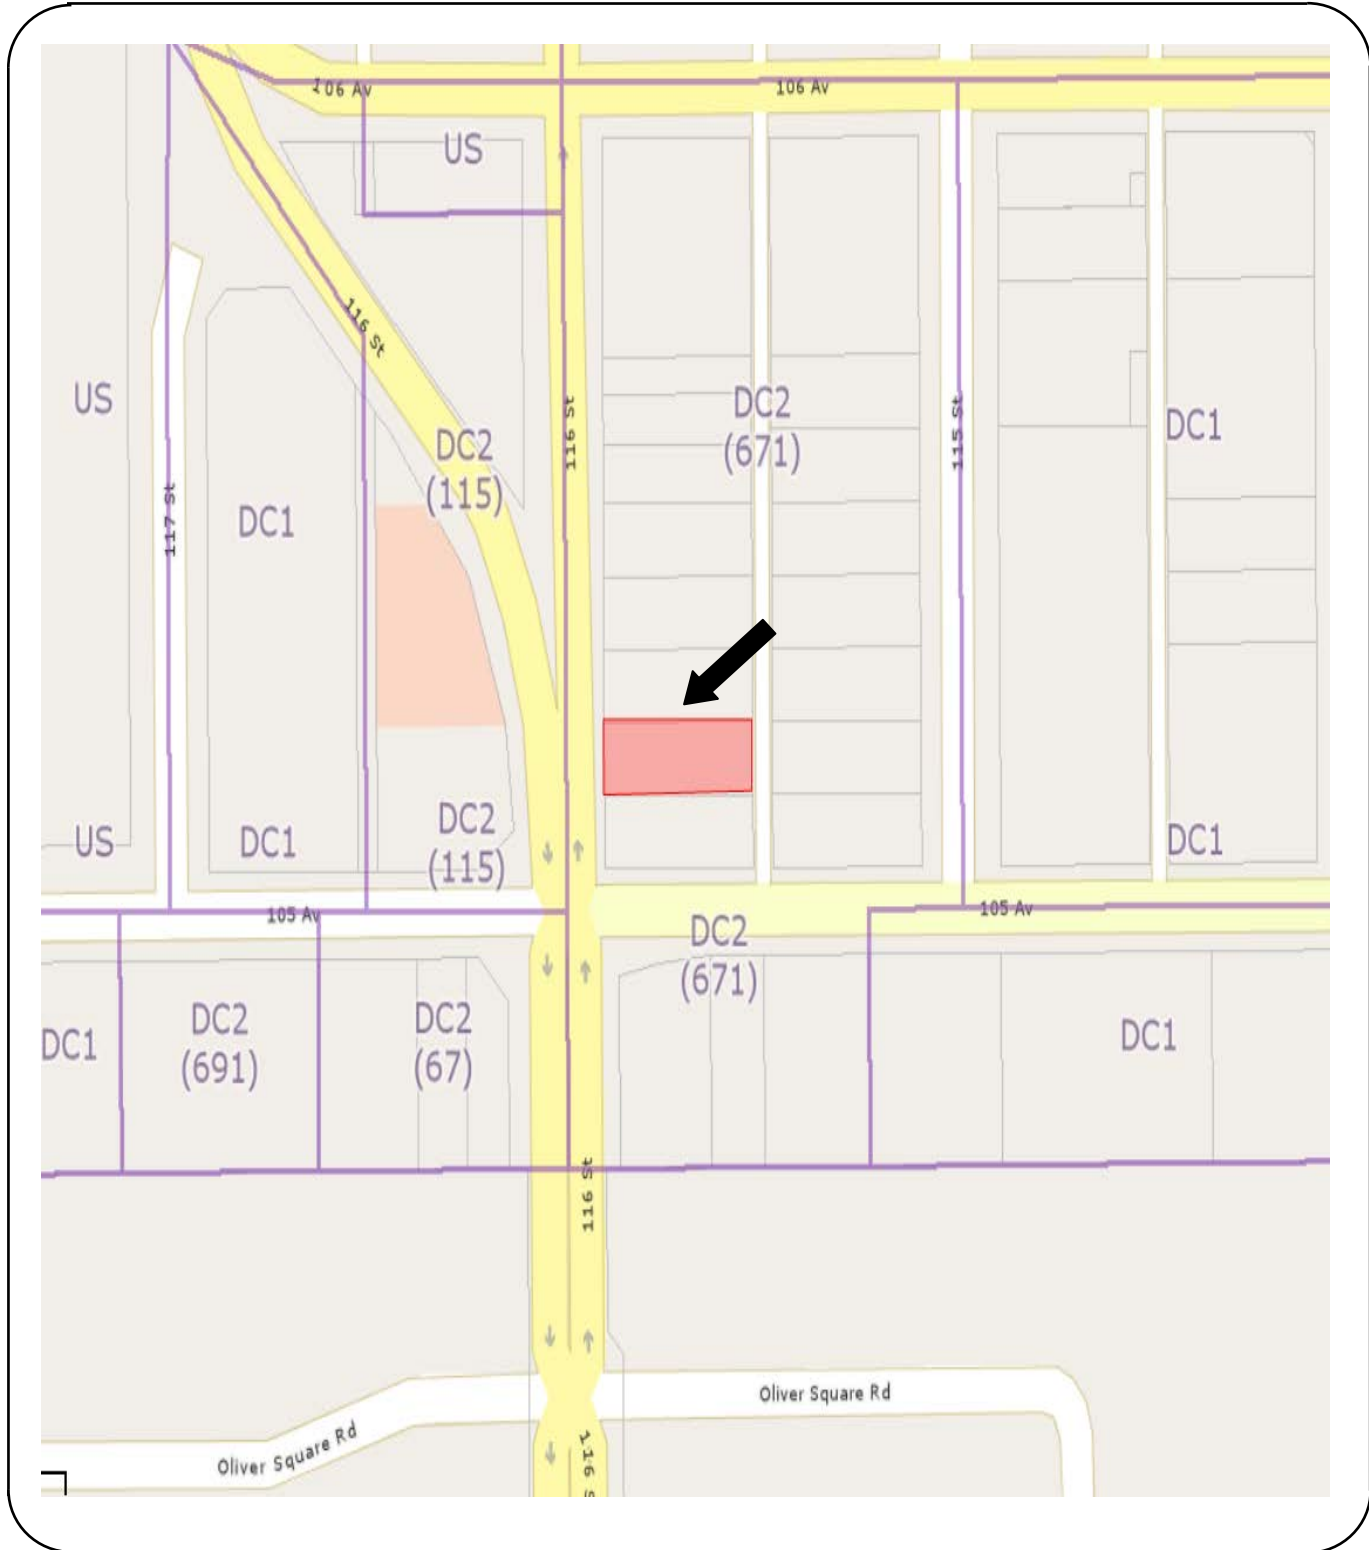 106 Av
106 Av
US
116 St
US
DC2
(671)
116 St
115 St
DC1
DC2
(115)
117 St
DC1
DC2
(115)
US
DC1
DC1
105 Av
105 Av
DC2
(671)
DC1
DC2
(691)
DC2
(67)
DC1
116 St
Oliver Square Rd
Oliver Square Rd
116 S